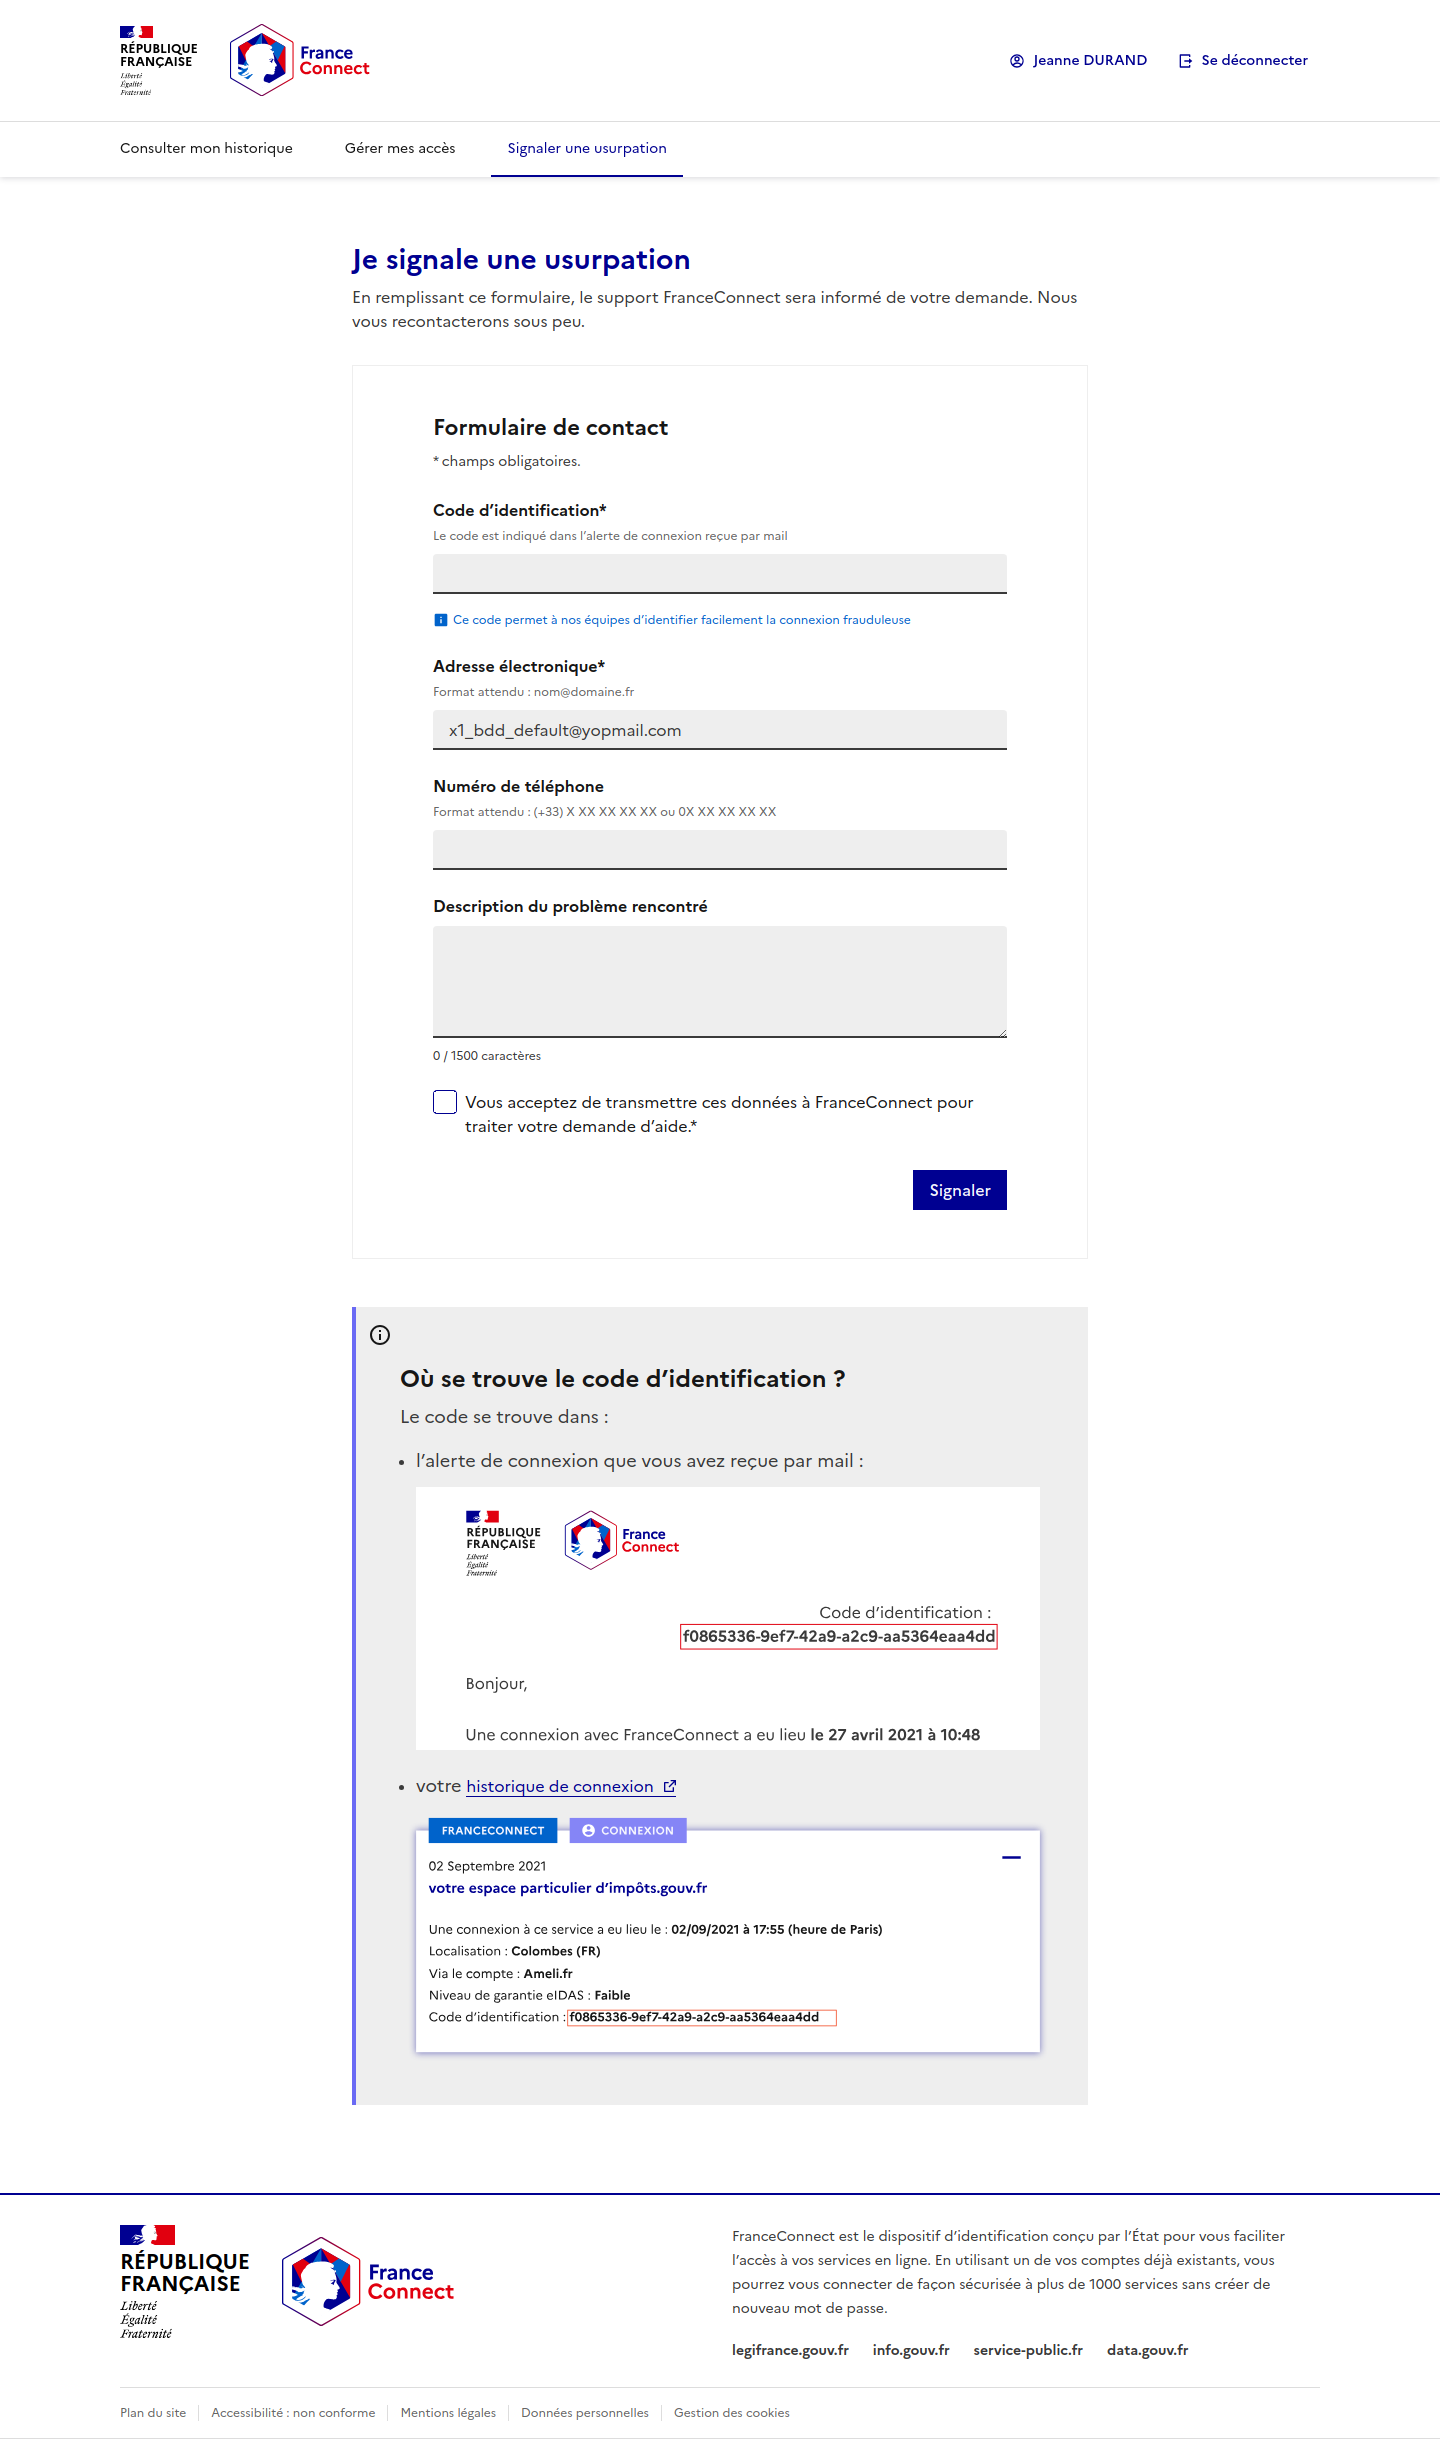 RÉPUBLIQUE
FRANÇAISE
Liberté
Égalité
Fraternité
France
Connect
Jeanne DURAND
Se déconnecter
Consulter mon historique
Gérer mes accès
Signaler une usurpation
Je signale une usurpation
En remplissant ce formulaire, le support FranceConnect sera informé de votre demande. Nous
vous recontacterons sous peu.
Formulaire de contact
* champs obligatoires.
Code d’identification*
Le code est indiqué dans l’alerte de connexion reçue par mail
Ce code permet à nos équipes d’identifier facilement la connexion frauduleuse
Adresse électronique*
Format attendu : nom@domaine.fr
x1_bdd_default@yopmail.com
Numéro de téléphone
Format attendu : (+33) X XX XX XX XX ou 0X XX XX XX XX
Description du problème rencontré
0 / 1500 caractères
Vous acceptez de transmettre ces données à FranceConnect pour
traiter votre demande d’aide.*
Signaler
Où se trouve le code d’identification ?
Le code se trouve dans :
• l’alerte de connexion que vous avez reçue par mail :
RÉPUBLIQUE
FRANÇAISE
Liberté
Égalité
Fraternité
France
Connect
Code d’identification :
f0865336-9ef7-42a9-a2c9-aa5364eaa4dd
Bonjour,
Une connexion avec FranceConnect a eu lieu le 27 avril 2021 à 10:48
• votre historique de connexion
FRANCECONNECT
CONNEXION
02 Septembre 2021
votre espace particulier d’impôts.gouv.fr
Une connexion à ce service a eu lieu le : 02/09/2021 à 17:55 (heure de Paris)
Localisation : Colombes (FR)
Via le compte : Ameli.fr
Niveau de garantie eIDAS : Faible
Code d’identification : f0865336-9ef7-42a9-a2c9-aa5364eaa4dd
RÉPUBLIQUE
FRANÇAISE
Liberté
Égalité
Fraternité
France
Connect
FranceConnect est le dispositif d’identification conçu par l’État pour vous faciliter
l’accès à vos services en ligne. En utilisant un de vos comptes déjà existants, vous
pourrez vous connecter de façon sécurisée à plus de 1000 services sans créer de
nouveau mot de passe.
legifrance.gouv.fr
info.gouv.fr
service-public.fr
data.gouv.fr
Plan du site
Accessibilité : non conforme
Mentions légales
Données personnelles
Gestion des cookies